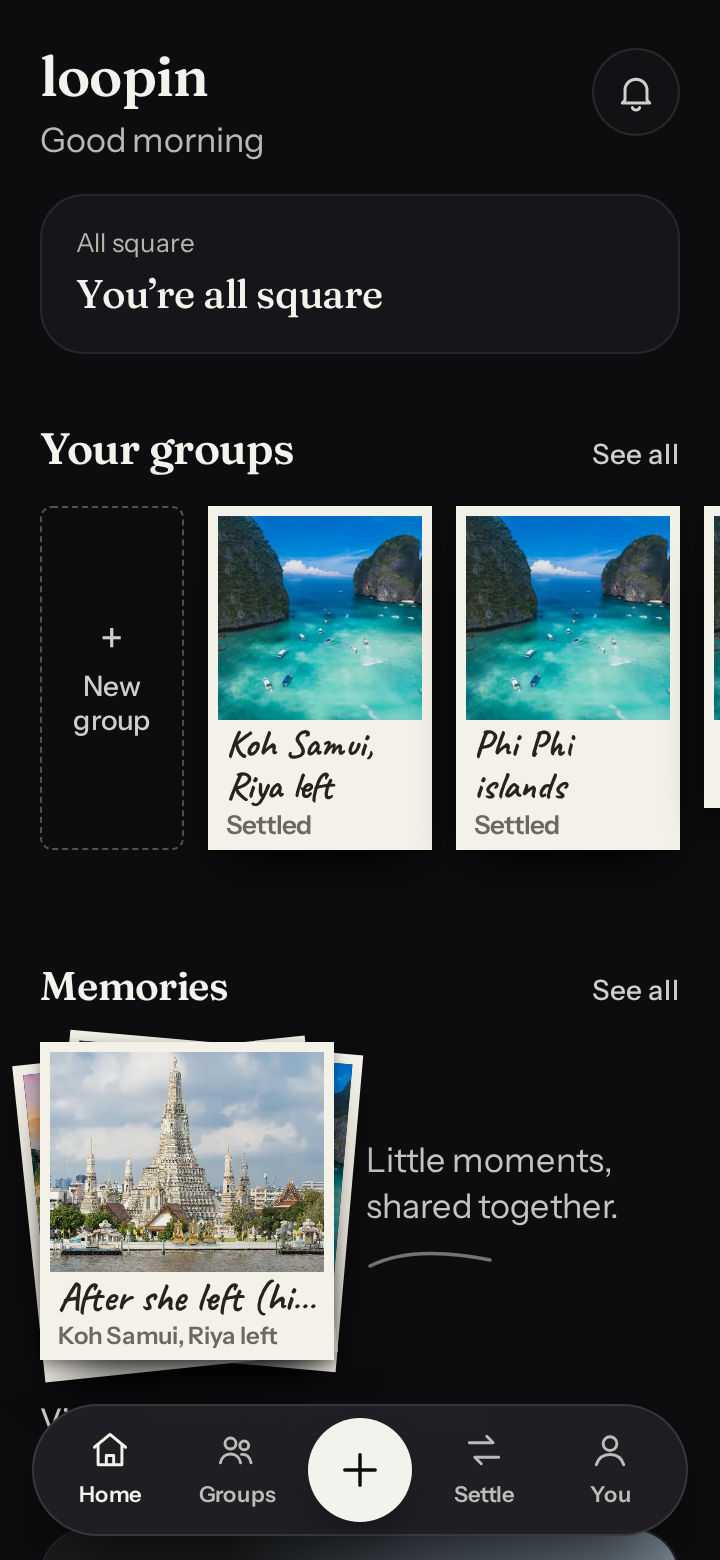 loopin
Good morning
All square
You're all square
Your groups
See all
+
New
group
Koh Samui,
Riya left
Settled
Phi Phi
islands
Settled
Memories
See all
Little moments,
shared together.
After she left (hi...
Koh Samui, Riya left
Home
Groups
Settle
You